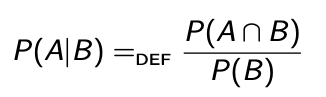 P(A|B) =DEF P(A ∩ B) / P(B)